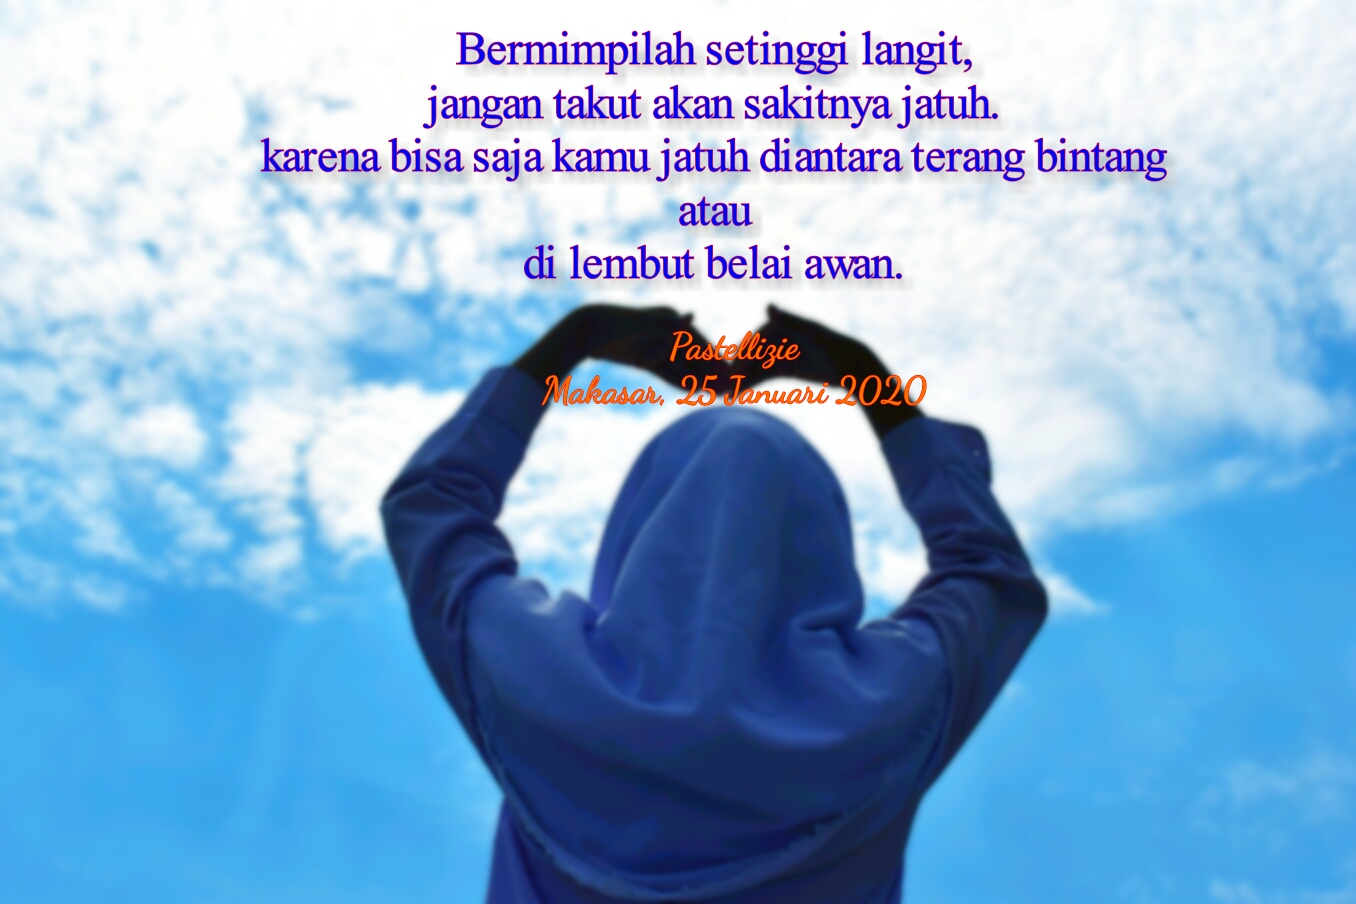 Bermimpilah setinggi langit,
jangan takut akan sakitnya jatuh.
karena bisa saja kamu jatuh diantara terang bintang
atau
di lembut belai awan.
Pastellizie
Makasar, 25 Januari 2020